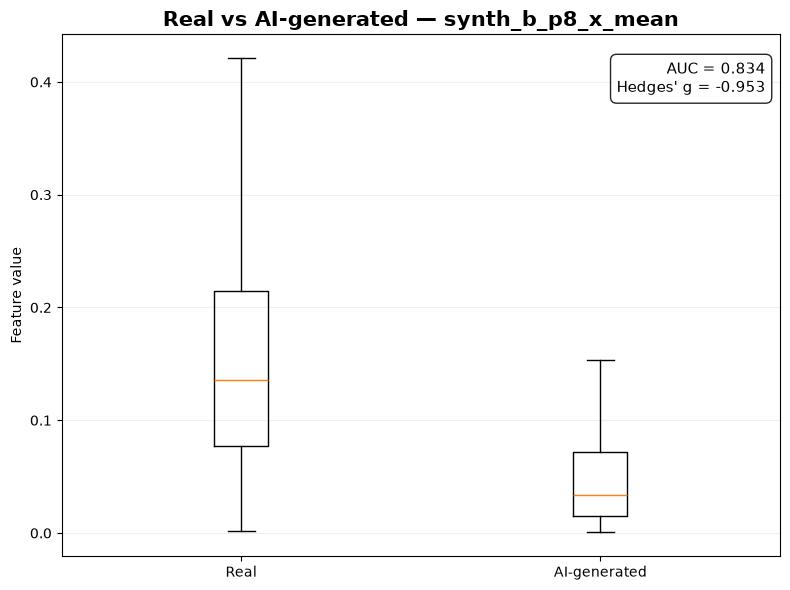 Real vs AI-generated — synth_b_p8_x_mean
AUC = 0.834
Hedges' g = -0.953
Feature value
0.4
0.3
0.2
0.1
0.0
Real
AI-generated